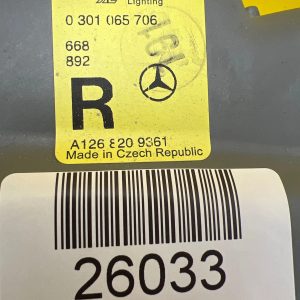 Lighting
0 301 065 706
668
892
R
A126 820 9361
Made in Czech Republic
26033